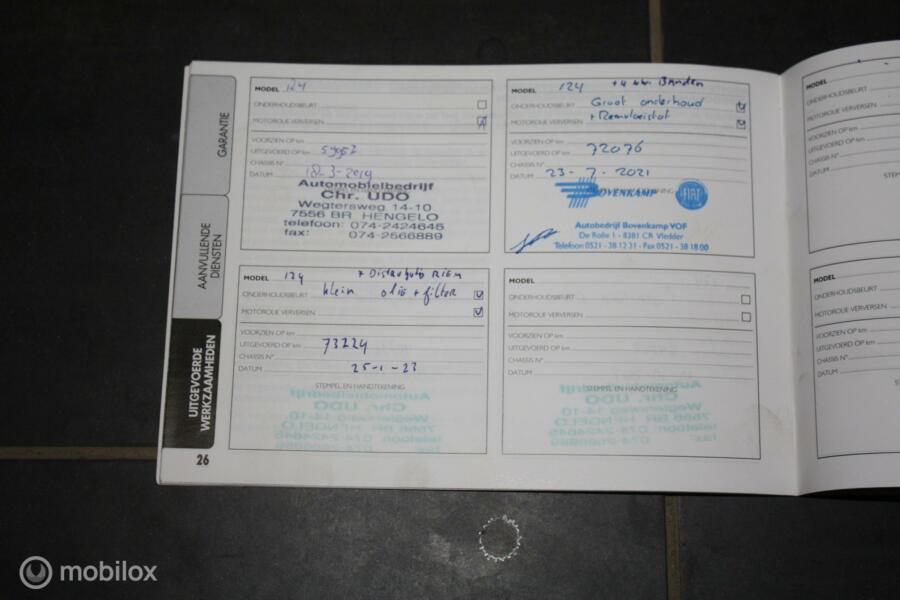 GARANTIE
AANVULLENDE DIENSTEN
UITGEVOERDE WERKZAAMHEDEN
26
MODEL 124
ONDERHOUDSBEURT
MOTOROLIE VERVERSEN
VOORZIEN OP km
UITGEVOERD OP km 59957
CHASSIS N°
DATUM 18-3-2019
Automobielbedrijf
Chr. UDO
Wegtersweg 14-10
7556 BR HENGELO
telefoon: 074-2424645
fax: 074-2566889
MODEL 124 + 4 BANDEN
ONDERHOUDSBEURT Groot onderhoud
MOTOROLIE VERVERSEN + Remvloeistof
VOORZIEN OP km
UITGEVOERD OP km 72076
CHASSIS N°
DATUM 23-7-2021
BOVENKAMP FIAT
Autobedrijf Bovenkamp VOF
De Rolle 1 - 8381 CR Vledder
Telefoon 0521 - 38 12 31 - Fax 0521 - 38 18 00
MODEL 124 + Distributie RIEM
ONDERHOUDSBEURT klein olie + filter
MOTOROLIE VERVERSEN
VOORZIEN OP km
UITGEVOERD OP km 73224
CHASSIS N°
DATUM 25-1-23
STEMPEL EN HANDTEKENING
MODEL
ONDERHOUDSBEURT
MOTOROLIE VERVERSEN
VOORZIEN OP km
UITGEVOERD OP km
CHASSIS N°
DATUM
STEMPEL EN HANDTEKENING
MODEL
ONDERHOUDSBEURT
MOTOROLIE VERVERSEN
VOORZIEN OP km
UITGEVOERD OP km
CHASSIS N°
DATUM
STEM
MODEL
ONDERHOUDSBEURT
MOTOROLIE VERVERSEN
VOORZIEN OP km
UITGEVOERD OP km
CHASSIS N°
DATUM
ST
mobilox